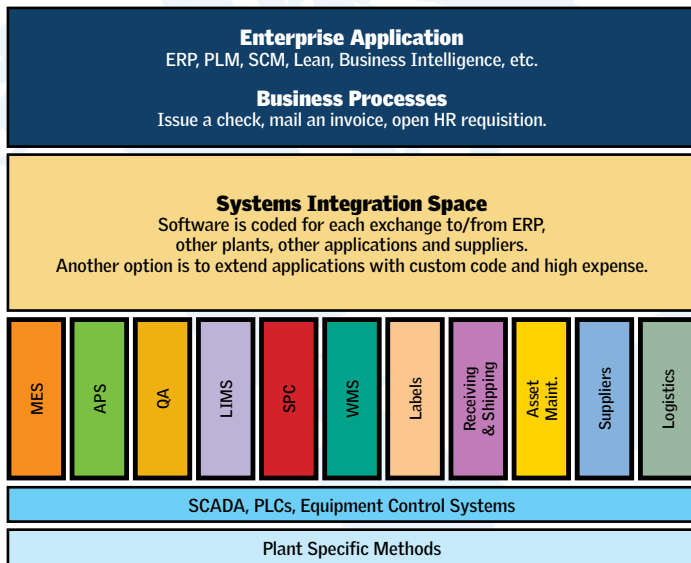 Enterprise Application
ERP, PLM, SCM, Lean, Business Intelligence, etc.
Business Processes
Issue a check, mail an invoice, open HR requisition.
Systems Integration Space
Software is coded for each exchange to/from ERP,
other plants, other applications and suppliers.
Another option is to extend applications with custom code and high expense.
MES
APS
QA
LIMS
SPC
WMS
Labels
Receiving
& Shipping
Asset
Maint.
Suppliers
Logistics
SCADA, PLCs, Equipment Control Systems
Plant Specific Methods